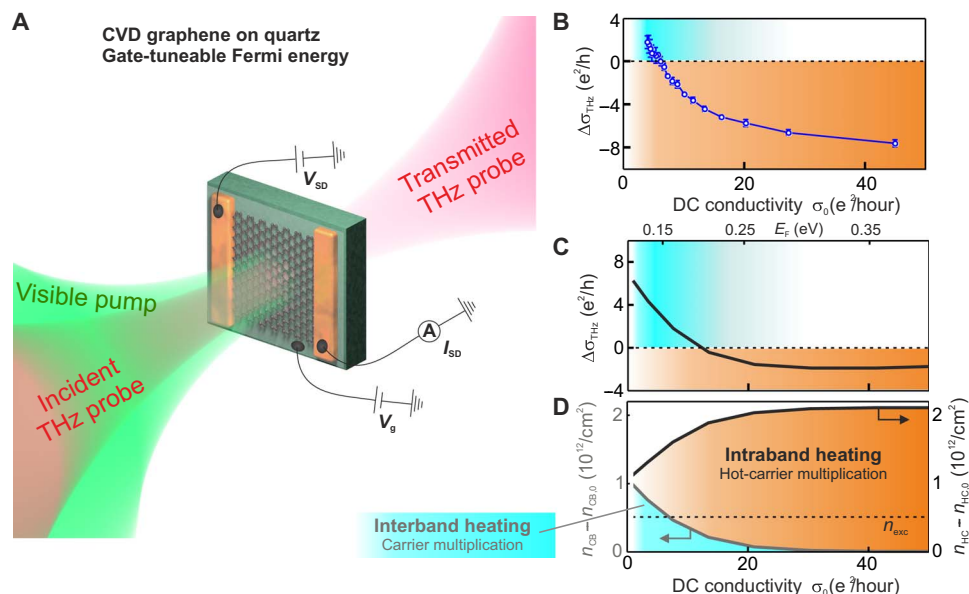 A
CVD graphene on quartz
Gate-tuneable Fermi energy
Transmitted
THz probe
V_SD
Visible pump
A
I_SD
Incident
THz probe
V_g
B
4
0
-4
-8
Δσ_THz (e²/h)
0
20
40
DC conductivity σ₀(e²/hour)
0.15
0.25
E_F (eV)
0.35
C
8
4
0
-4
Δσ_THz (e²/h)
D
2
1
0
n_CB – n_CB,0 (10¹²/cm²)
Intraband heating
Hot-carrier multiplication
n_exc
2
1
0
n_HC – n_HC,0 (10¹²/cm²)
Interband heating
Carrier multiplication
0
20
40
DC conductivity σ₀(e²/hour)